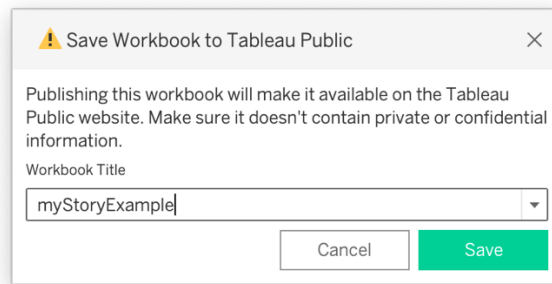 Save Workbook to Tableau Public
Publishing this workbook will make it available on the Tableau
Public website. Make sure it doesn't contain private or confidential
information.
Workbook Title
myStoryExample
Cancel
Save